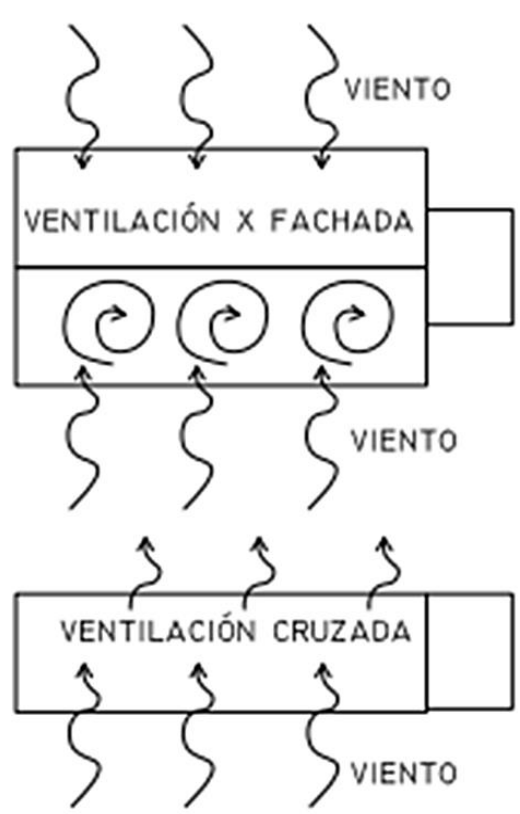 VIENTO
VENTILACIÓN X FACHADA
VIENTO
VENTILACIÓN CRUZADA
VIENTO